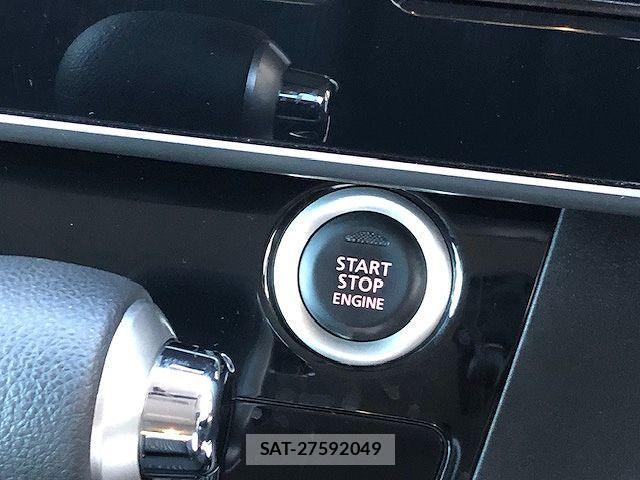 START
STOP
ENGINE
SAT-27592049